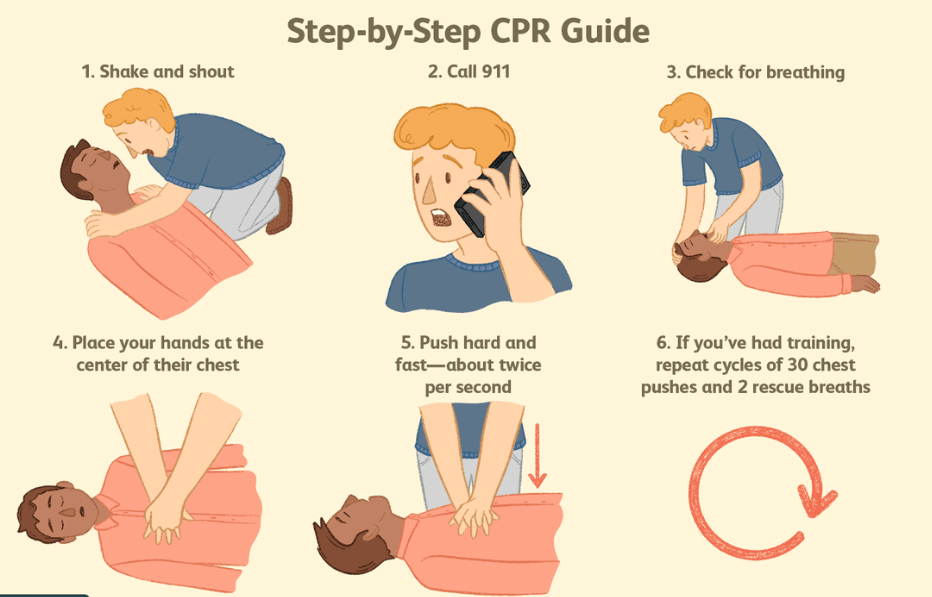 Step-by-Step CPR Guide
1. Shake and shout
2. Call 911
3. Check for breathing
4. Place your hands at the
center of their chest
5. Push hard and
fast—about twice
per second
6. If you've had training,
repeat cycles of 30 chest
pushes and 2 rescue breaths